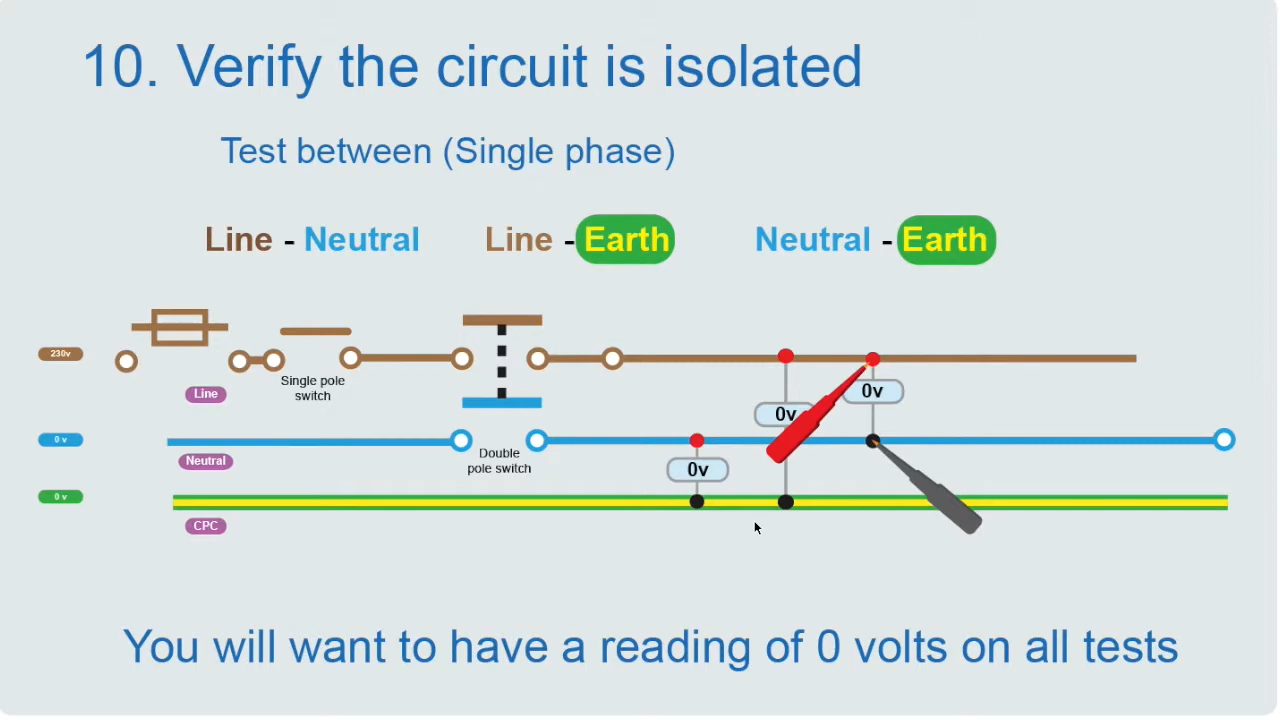 10. Verify the circuit is isolated
Test between (Single phase)
Line - Neutral
Line - Earth
Neutral - Earth
230v
Line
Single pole
switch
0v
0v
0 v
Neutral
Double
pole switch
0v
0 v
CPC
You will want to have a reading of 0 volts on all tests